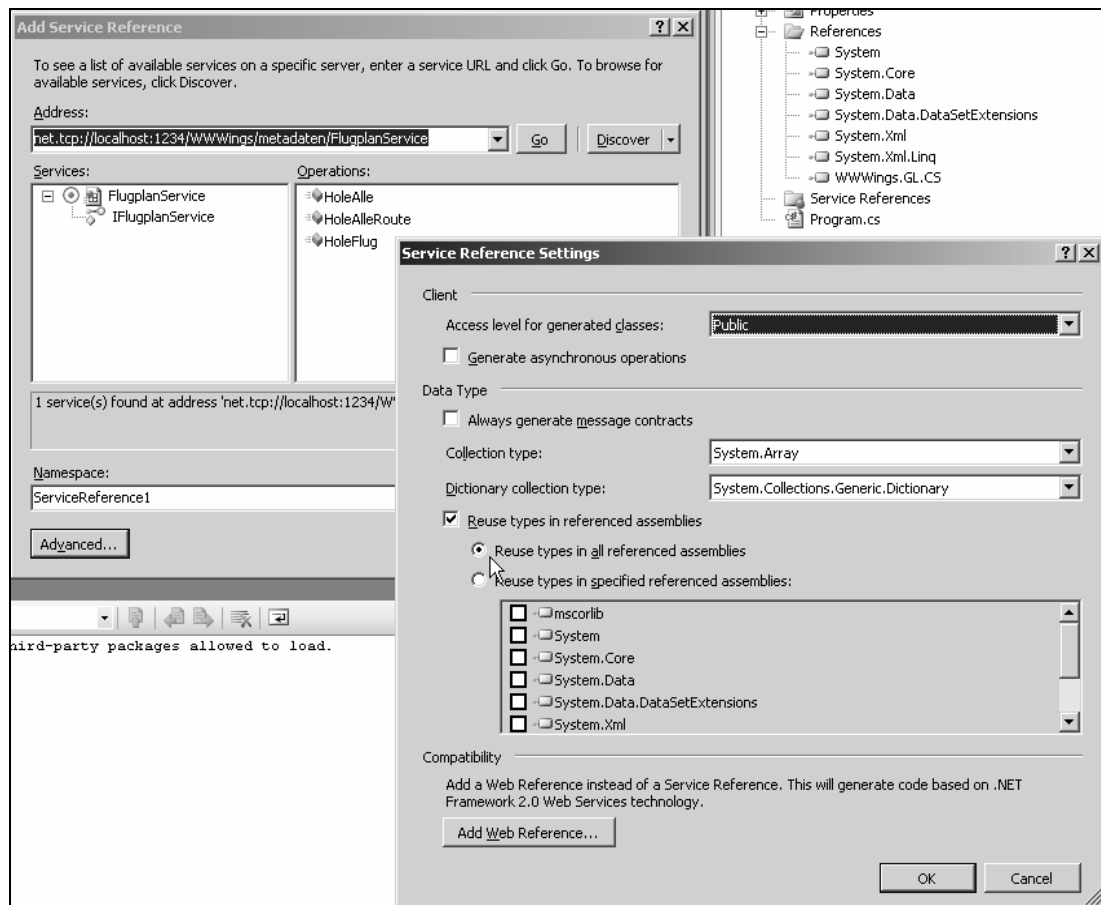 Add Service Reference
To see a list of available services on a specific server, enter a service URL and click Go. To browse for
available services, click Discover.
Address:
net.tcp://localhost:1234/WWWings/metadaten/FlugplanService
Go
Discover
Services:
Operations:
FlugplanService
IFlugplanService
HoleAlle
HoleAlleRoute
HoleFlug
1 service(s) found at address 'net.tcp://localhost:1234/W
Namespace:
ServiceReference1
Advanced...
hird-party packages allowed to load.
Properties
References
System
System.Core
System.Data
System.Data.DataSetExtensions
System.Xml
System.Xml.Linq
WWWings.GL.CS
Service References
Program.cs
Service Reference Settings
Client
Access level for generated classes:
Public
Generate asynchronous operations
Data Type
Always generate message contracts
Collection type:
System.Array
Dictionary collection type:
System.Collections.Generic.Dictionary
Reuse types in referenced assemblies
Reuse types in all referenced assemblies
Reuse types in specified referenced assemblies:
mscorlib
System
System.Core
System.Data
System.Data.DataSetExtensions
System.Xml
Compatibility
Add a Web Reference instead of a Service Reference. This will generate code based on .NET
Framework 2.0 Web Services technology.
Add Web Reference...
OK
Cancel